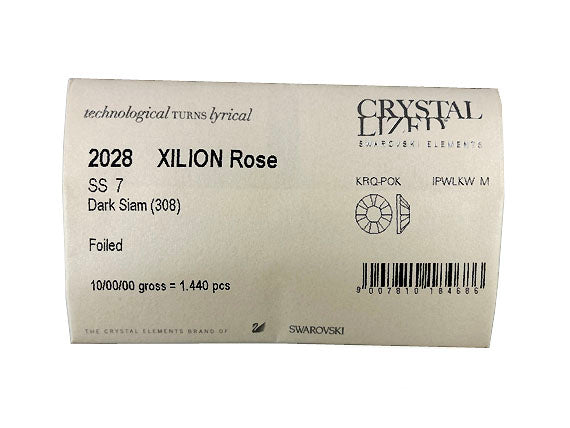 technological TURNS lyrical
CRYSTAL
LIZED™
SWAROVSKI ELEMENTS
2028 XILION Rose
SS 7
Dark Siam (308)
Foiled
10/00/00 gross = 1.440 pcs
KRQ-POK IPWLKW M
9 007810 184686
THE CRYSTAL ELEMENTS BRAND OF SWAROVSKI